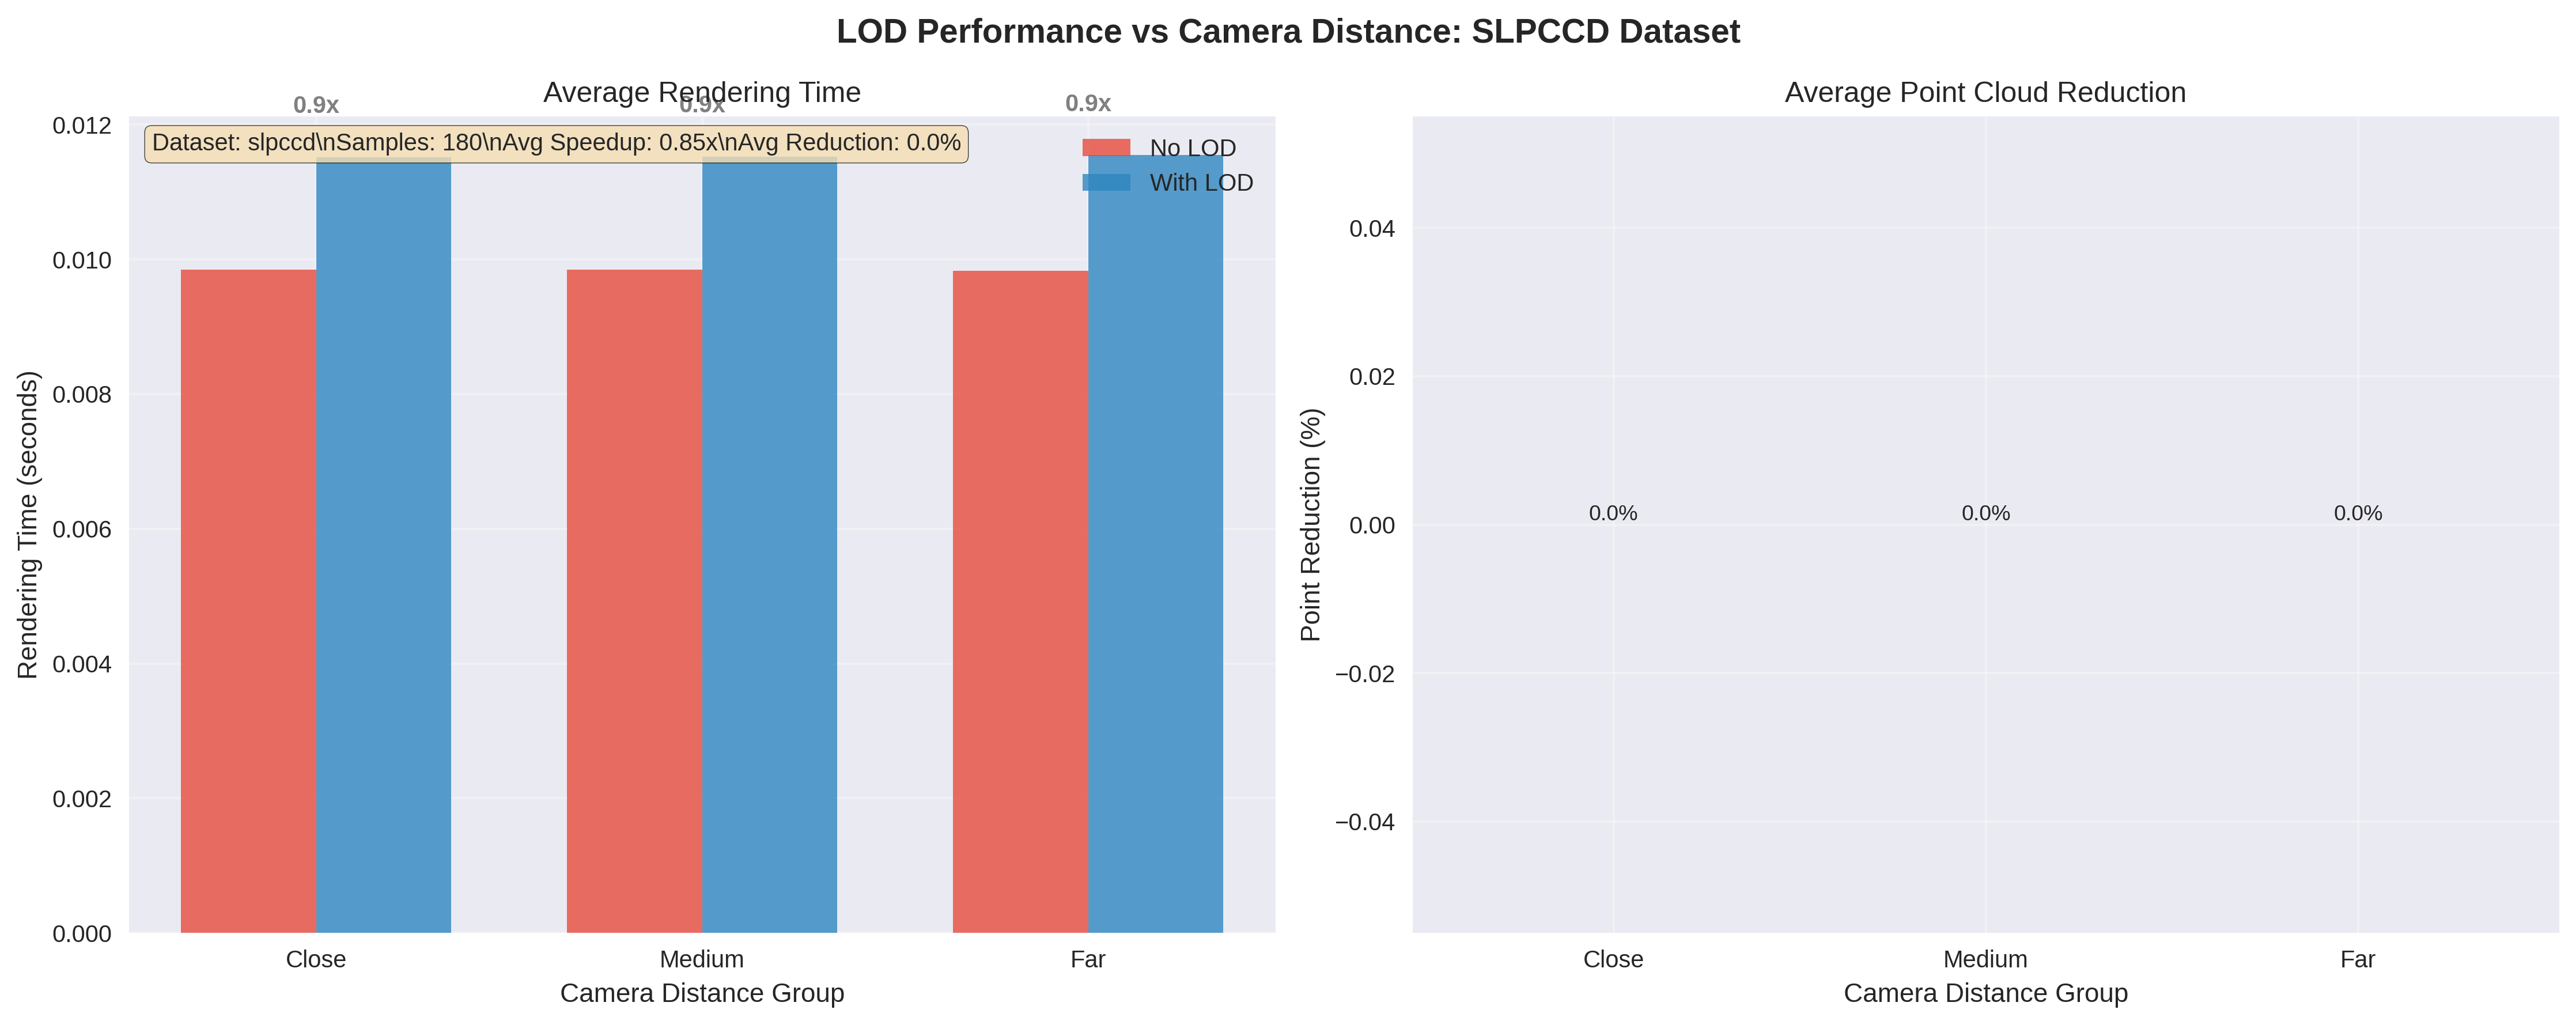 LOD Performance vs Camera Distance: SLPCCD Dataset
Average Rendering Time
0.9x
0.9x
0.9x
Dataset: slpccd\nSamples: 180\nAvg Speedup: 0.85x\nAvg Reduction: 0.0%
No LOD
With LOD
Rendering Time (seconds)
0.012
0.010
0.008
0.006
0.004
0.002
0.000
Close
Medium
Far
Camera Distance Group
Average Point Cloud Reduction
Point Reduction (%)
0.04
0.02
0.00
−0.02
−0.04
0.0%
0.0%
0.0%
Close
Medium
Far
Camera Distance Group